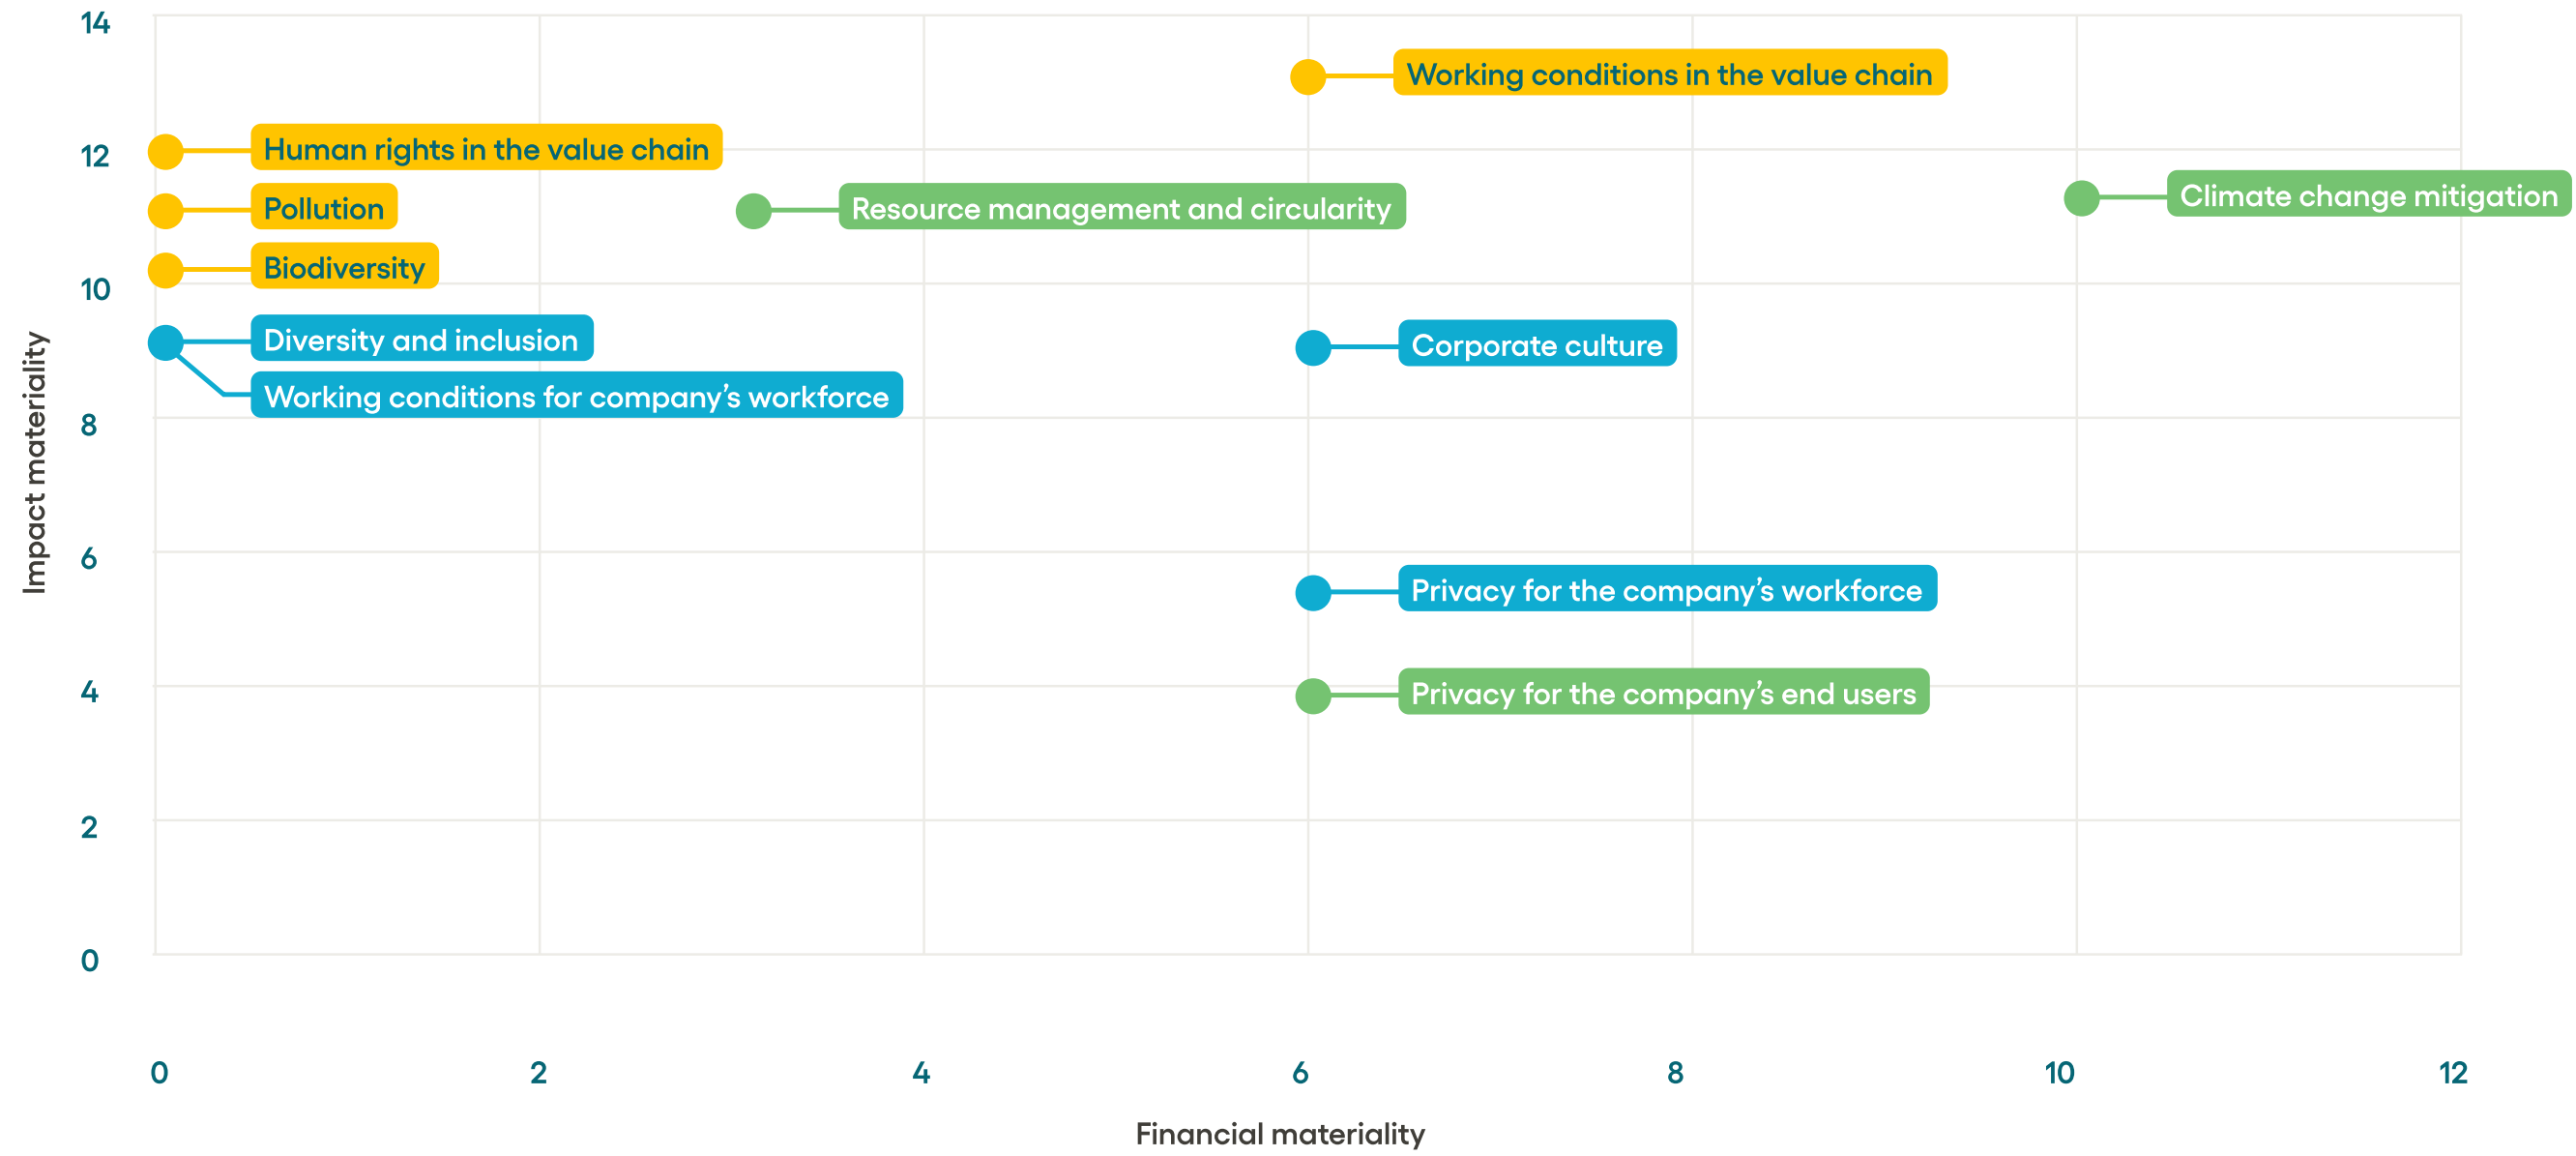 14
Working conditions in the value chain
12
Human rights in the value chain
Climate change mitigation
Pollution
Resource management and circularity
Biodiversity
10
Diversity and inclusion
Corporate culture
Working conditions for company’s workforce
8
Impact materiality
6
Privacy for the company’s workforce
4
Privacy for the company’s end users
2
0
0 2 4 6 8 10 12
Financial materiality